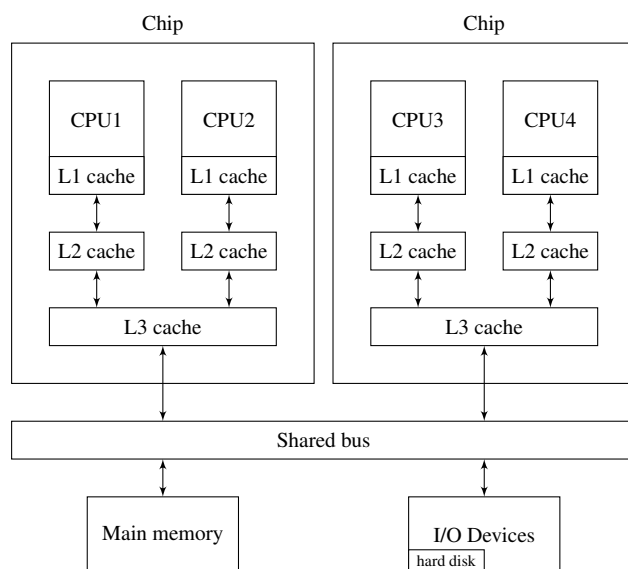 Chip
Chip
CPU1
CPU2
CPU3
CPU4
L1 cache
L1 cache
L1 cache
L1 cache
L2 cache
L2 cache
L2 cache
L2 cache
L3 cache
L3 cache
Shared bus
Main memory
I/O Devices
hard disk